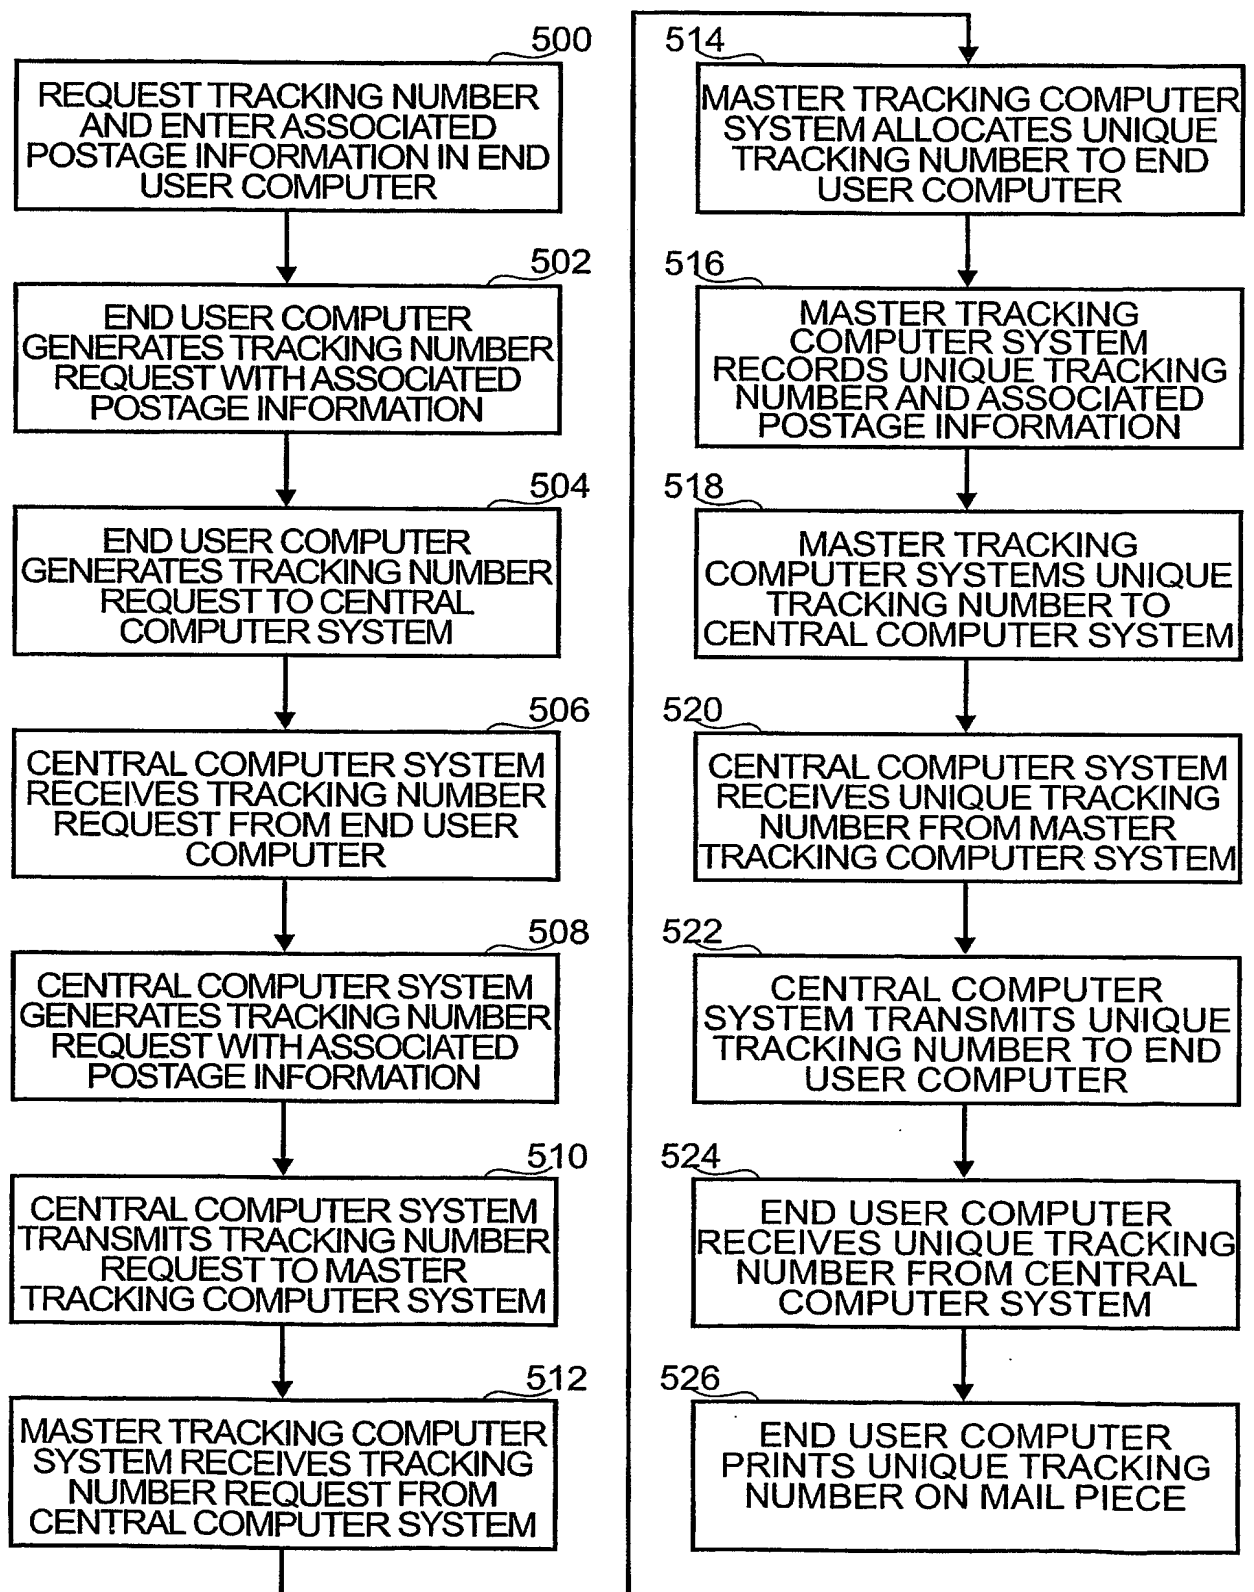 500
REQUEST TRACKING NUMBER
AND ENTER ASSOCIATED
POSTAGE INFORMATION IN END
USER COMPUTER
502
END USER COMPUTER
GENERATES TRACKING NUMBER
REQUEST WITH ASSOCIATED
POSTAGE INFORMATION
504
END USER COMPUTER
GENERATES TRACKING NUMBER
REQUEST TO CENTRAL
COMPUTER SYSTEM
506
CENTRAL COMPUTER SYSTEM
RECEIVES TRACKING NUMBER
REQUEST FROM END USER
COMPUTER
508
CENTRAL COMPUTER SYSTEM
GENERATES TRACKING NUMBER
REQUEST WITH ASSOCIATED
POSTAGE INFORMATION
510
CENTRAL COMPUTER SYSTEM
TRANSMITS TRACKING NUMBER
REQUEST TO MASTER
TRACKING COMPUTER SYSTEM
512
MASTER TRACKING COMPUTER
SYSTEM RECEIVES TRACKING
NUMBER REQUEST FROM
CENTRAL COMPUTER SYSTEM
514
MASTER TRACKING COMPUTER
SYSTEM ALLOCATES UNIQUE
TRACKING NUMBER TO END
USER COMPUTER
516
MASTER TRACKING
COMPUTER SYSTEM
RECORDS UNIQUE TRACKING
NUMBER AND ASSOCIATED
POSTAGE INFORMATION
518
MASTER TRACKING
COMPUTER SYSTEMS UNIQUE
TRACKING NUMBER TO
CENTRAL COMPUTER SYSTEM
520
CENTRAL COMPUTER SYSTEM
RECEIVES UNIQUE TRACKING
NUMBER FROM MASTER
TRACKING COMPUTER SYSTEM
522
CENTRAL COMPUTER
SYSTEM TRANSMITS UNIQUE
TRACKING NUMBER TO END
USER COMPUTER
524
END USER COMPUTER
RECEIVES UNIQUE TRACKING
NUMBER FROM CENTRAL
COMPUTER SYSTEM
526
END USER COMPUTER
PRINTS UNIQUE TRACKING
NUMBER ON MAIL PIECE